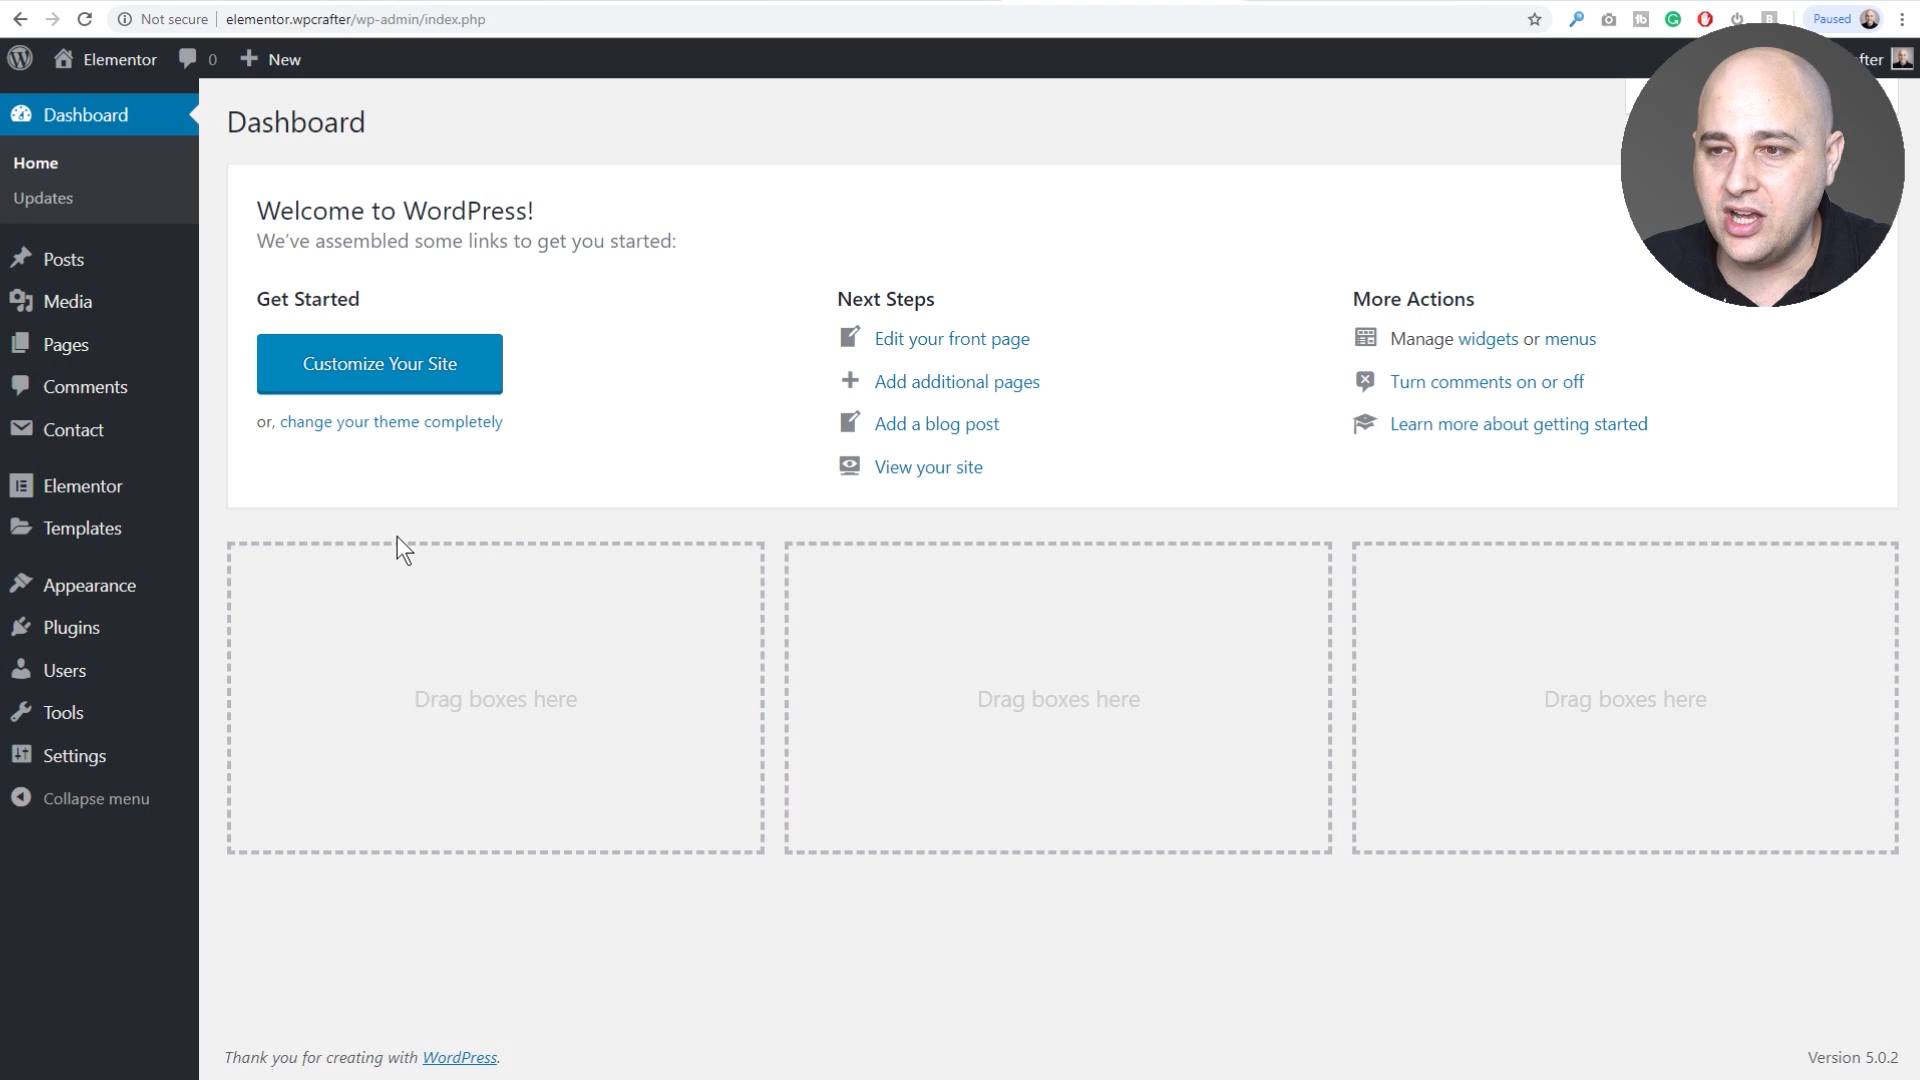 Not secure
elementor.wpcrafter/wp-admin/index.php
Paused
Elementor
0
New
fter
Dashboard
Home
Updates
Posts
Media
Pages
Comments
Contact
Elementor
Templates
Appearance
Plugins
Users
Tools
Settings
Collapse menu
Dashboard
Welcome to WordPress!
We've assembled some links to get you started:
Get Started
Customize Your Site
or, change your theme completely
Next Steps
Edit your front page
Add additional pages
Add a blog post
View your site
More Actions
Manage widgets or menus
Turn comments on or off
Learn more about getting started
Drag boxes here
Drag boxes here
Drag boxes here
Thank you for creating with WordPress.
Version 5.0.2